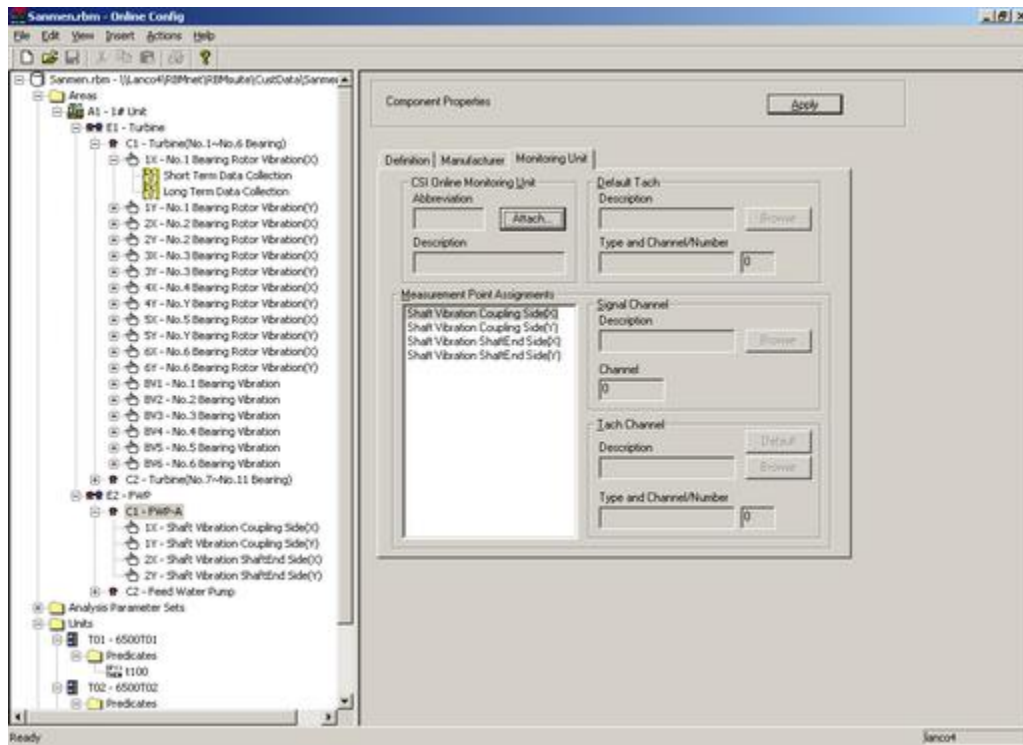 Sanmen.rbm - Online Config
File Edit View Insert Actions Help
Sanmen.rbm - \\Lanco4\RBMnet\RBMsuite\CustData\Sanmen
Areas
A1 - 1# Unit
E1 - Turbine
C1 - Turbine(No.1~No.6 Bearing)
1X - No.1 Bearing Rotor Vibration(X)
Short Term Data Collection
Long Term Data Collection
1Y - No.1 Bearing Rotor Vibration(Y)
2X - No.2 Bearing Rotor Vibration(X)
2Y - No.2 Bearing Rotor Vibration(Y)
3X - No.3 Bearing Rotor Vibration(X)
3Y - No.3 Bearing Rotor Vibration(Y)
4X - No.4 Bearing Rotor Vibration(X)
4Y - No.Y Bearing Rotor Vibration(Y)
5X - No.5 Bearing Rotor Vibration(X)
5Y - No.Y Bearing Rotor Vibration(Y)
6X - No.6 Bearing Rotor Vibration(X)
6Y - No.6 Bearing Rotor Vibration(Y)
BV1 - No.1 Bearing Vibration
BV2 - No.2 Bearing Vibration
BV3 - No.3 Bearing Vibration
BV4 - No.4 Bearing Vibration
BV5 - No.5 Bearing Vibration
BV6 - No.6 Bearing Vibration
C2 - Turbine(No.7~No.11 Bearing)
E2 - FWP
C1 - FWP-A
1X - Shaft Vibration Coupling Side(X)
1Y - Shaft Vibration Coupling Side(Y)
2X - Shaft Vibration ShaftEnd Side(X)
2Y - Shaft Vibration ShaftEnd Side(Y)
C2 - Feed Water Pump
Analysis Parameter Sets
Units
T01 - 6500T01
Predicates
t100
T02 - 6500T02
Predicates
Component Properties
Apply
Definition Manufacturer Monitoring Unit
CSI Online Monitoring Unit
Abbreviation
Attach...
Description
Default Tach
Description
Browse
Type and Channel/Number
0
Measurement Point Assignments
Shaft Vibration Coupling Side(X)
Shaft Vibration Coupling Side(Y)
Shaft Vibration ShaftEnd Side(X)
Shaft Vibration ShaftEnd Side(Y)
Signal Channel
Description
Browse
Channel
0
Tach Channel
Description
Default
Browse
Type and Channel/Number
0
Ready
lanco4